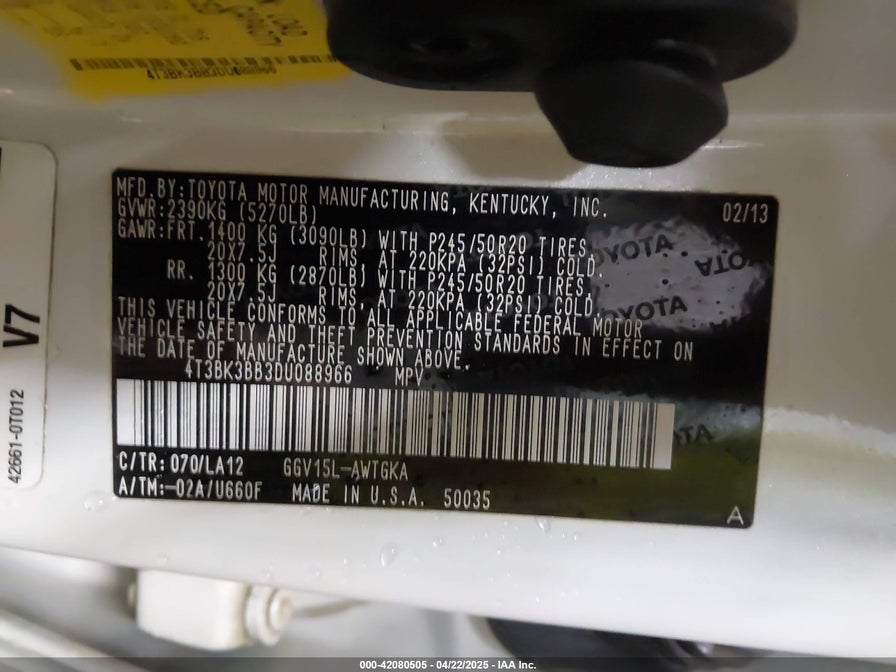 4T3BK3BB3DU088966
MFD.BY:TOYOTA MOTOR MANUFACTURING, KENTUCKY, INC. 02/13
GVWR:2390KG (5270LB)
GAWR:FRT.1400 KG (3090LB) WITH P245/50R20 TIRES,
20X7.5J RIMS, AT 220KPA (32PSI) COLD.
RR. 1300 KG (2870LB) WITH P245/50R20 TIRES,
20X7.5J RIMS, AT 220KPA (32PSI) COLD.
THIS VEHICLE CONFORMS TO ALL APPLICABLE FEDERAL MOTOR
VEHICLE SAFETY AND THEFT PREVENTION STANDARDS IN EFFECT ON
THE DATE OF MANUFACTURE SHOWN ABOVE.
4T3BK3BB3DU088966 MPV
C/TR:070/LA12 GGV15L-AWTGKA
A/TM:-02A/U660F MADE IN U.S.A. 50035
A
TOYOTA
TOYOTA
TOYOTA
V7
42661-0T012
000-42080505 - 04/22/2025 - IAA Inc.